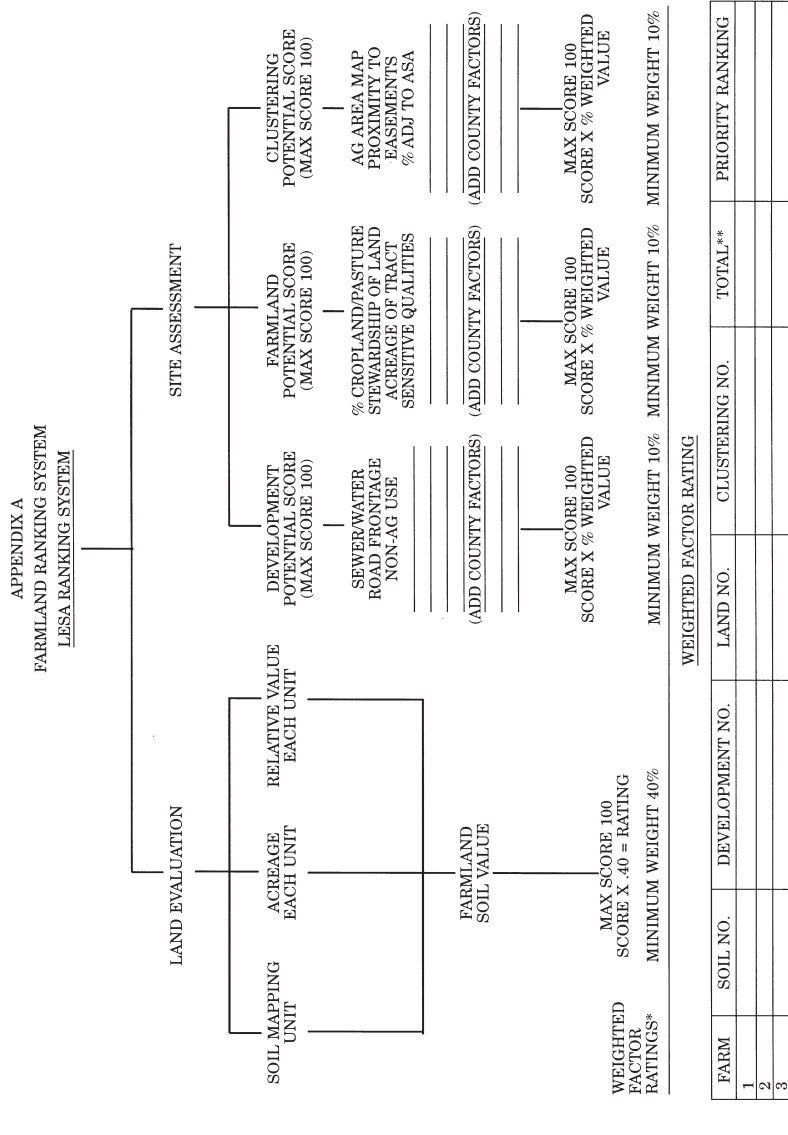 APPENDIX A
FARMLAND RANKING SYSTEM
LESA RANKING SYSTEM
LAND EVALUATION
SITE ASSESSMENT
SOIL MAPPING
UNIT
ACREAGE
EACH UNIT
RELATIVE VALUE
EACH UNIT
DEVELOPMENT
POTENTIAL SCORE
(MAX SCORE 100)
FARMLAND
POTENTIAL SCORE
(MAX SCORE 100)
CLUSTERING
POTENTIAL SCORE
(MAX SCORE 100)
SEWER/WATER
ROAD FRONTAGE
NON-AG USE
% CROPLAND/PASTURE
STEWARDSHIP OF LAND
ACREAGE OF TRACT
SENSITIVE QUALITIES
AG AREA MAP
PROXIMITY TO
EASEMENTS
% ADJ TO ASA
FARMLAND
SOIL VALUE
(ADD COUNTY FACTORS)
(ADD COUNTY FACTORS)
(ADD COUNTY FACTORS)
WEIGHTED
FACTOR
RATINGS*
MAX SCORE 100
SCORE X .40 = RATING
MINIMUM WEIGHT 40%
MAX SCORE 100
SCORE X % WEIGHTED
VALUE
MINIMUM WEIGHT 10%
MAX SCORE 100
SCORE X % WEIGHTED
VALUE
MINIMUM WEIGHT 10%
MAX SCORE 100
SCORE X % WEIGHTED
VALUE
MINIMUM WEIGHT 10%
WEIGHTED FACTOR RATING
FARM SOIL NO. DEVELOPMENT NO. LAND NO. CLUSTERING NO. TOTAL** PRIORITY RANKING
1
2
3